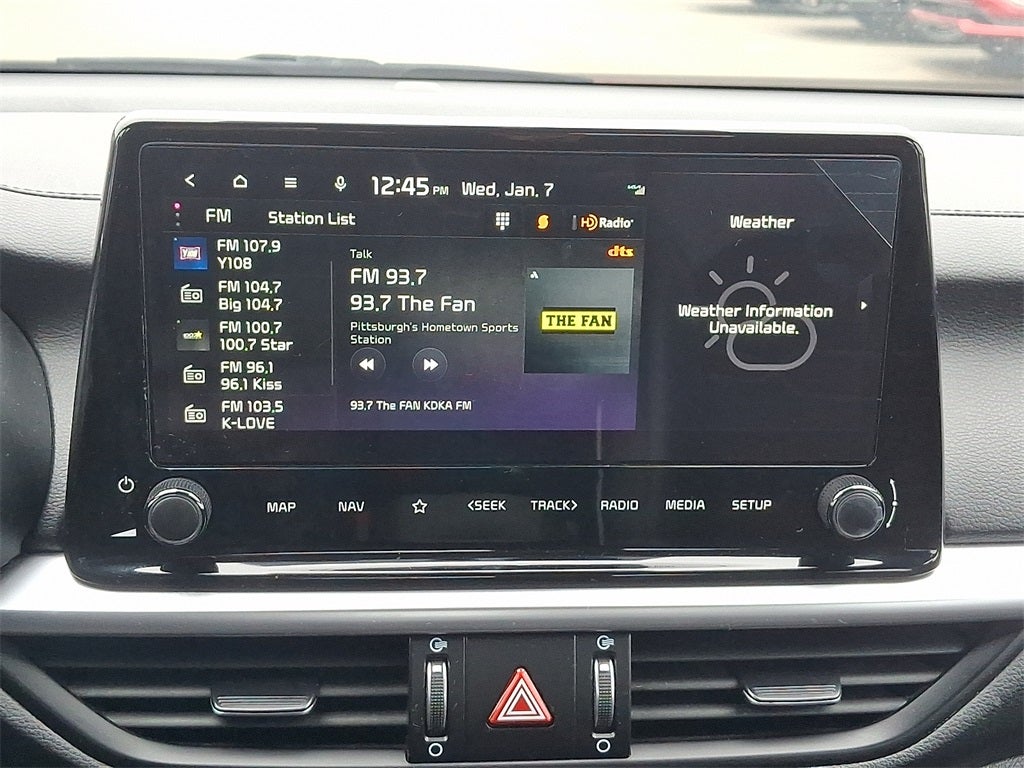 12:45 PM Wed, Jan, 7
FM Station List
HD Radio
dts
FM 107.9
Y108
FM 104.7
Big 104.7
FM 100.7
100.7 Star
FM 96.1
96.1 Kiss
FM 103.5
K-LOVE
Talk
FM 93.7
93.7 The Fan
Pittsburgh's Hometown Sports
Station
93.7 The FAN KDKA FM
THE FAN
Weather
Weather Information
Unavailable.
MAP NAV <SEEK TRACK> RADIO MEDIA SETUP